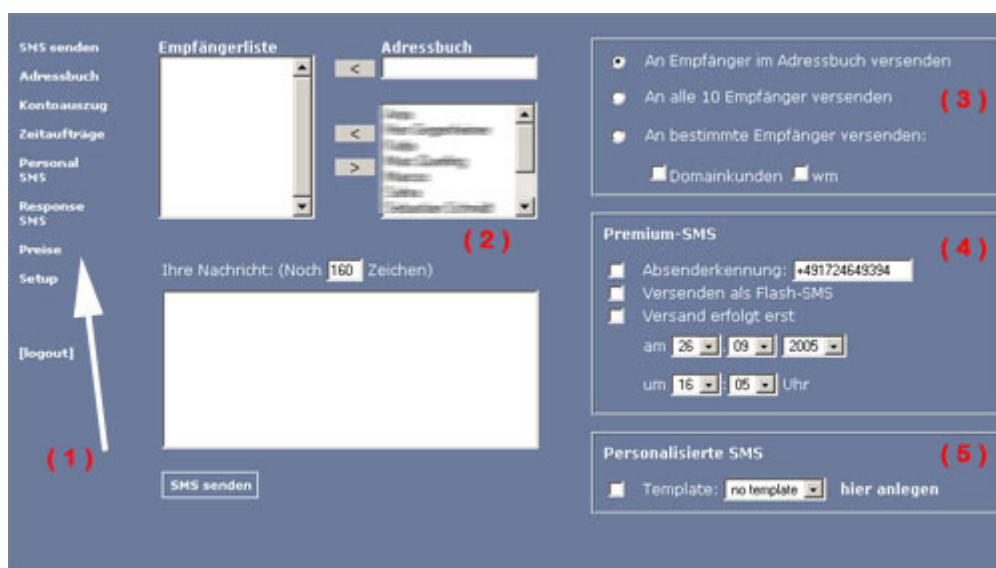 SMS senden
Adressbuch
Kontoauszug
Zeitaufträge
Personal
SMS
Response
SMS
Preise
Setup
[logout]
( 1 )
Empfängerliste
Adressbuch
<
<
>
( 2 )
Ihre Nachricht: (Noch 160 Zeichen)
SMS senden
An Empfänger im Adressbuch versenden
An alle 10 Empfänger versenden
( 3 )
An bestimmte Empfänger versenden:
Domainkunden wm
Premium-SMS
( 4 )
Absenderkennung: +491724649394
Versenden als Flash-SMS
Versand erfolgt erst
am 26 . 09 . 2005
um 16 : 05 Uhr
Personalisierte SMS
( 5 )
Template: no template hier anlegen